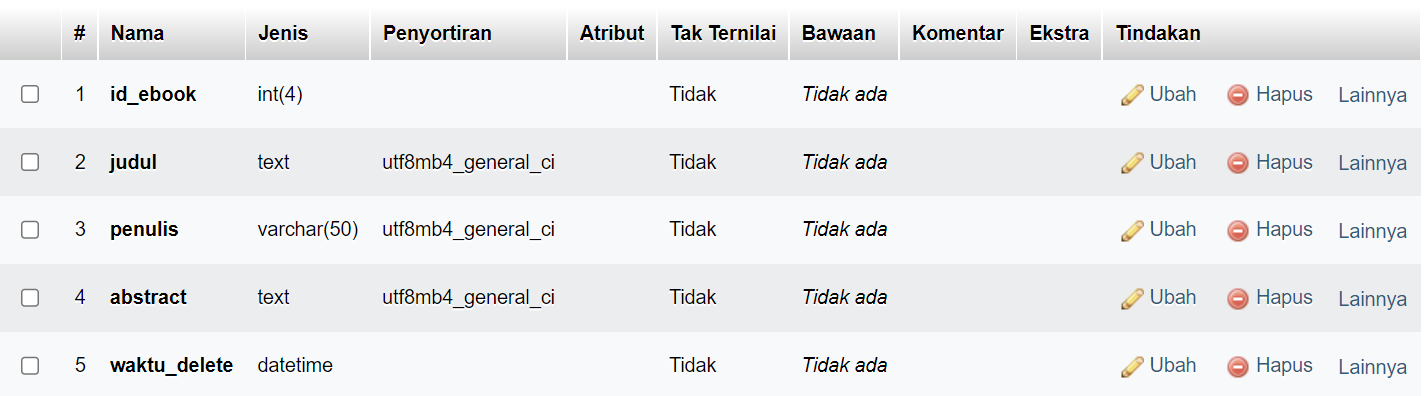 # Nama Jenis Penyortiran Atribut Tak Ternilai Bawaan Komentar Ekstra Tindakan
1 id_ebook int(4) Tidak Tidak ada Ubah Hapus Lainnya
2 judul text utf8mb4_general_ci Tidak Tidak ada Ubah Hapus Lainnya
3 penulis varchar(50) utf8mb4_general_ci Tidak Tidak ada Ubah Hapus Lainnya
4 abstract text utf8mb4_general_ci Tidak Tidak ada Ubah Hapus Lainnya
5 waktu_delete datetime Tidak Tidak ada Ubah Hapus Lainnya